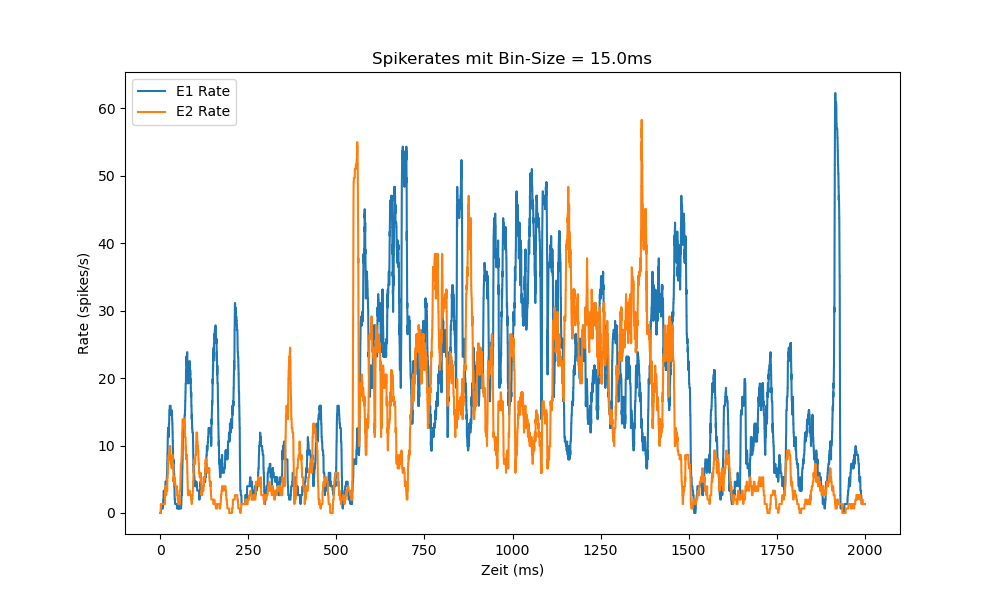 Spikerates mit Bin-Size = 15.0ms
E1 Rate
E2 Rate
Rate (spikes/s)
60
50
40
30
20
10
0
0 250 500 750 1000 1250 1500 1750 2000
Zeit (ms)